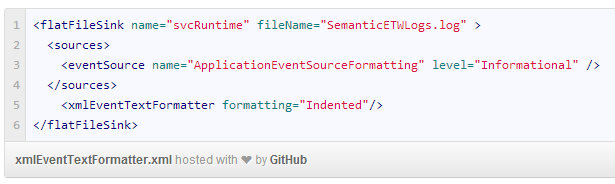 1 <flatFileSink name="svcRuntime" fileName="SemanticETWLogs.log" >
2   <sources>
3     <eventSource name="ApplicationEventSourceFormatting" level="Informational" />
4   </sources>
5     <xmlEventTextFormatter formatting="Indented"/>
6 </flatFileSink>
xmlEventTextFormatter.xml hosted with ❤ by GitHub